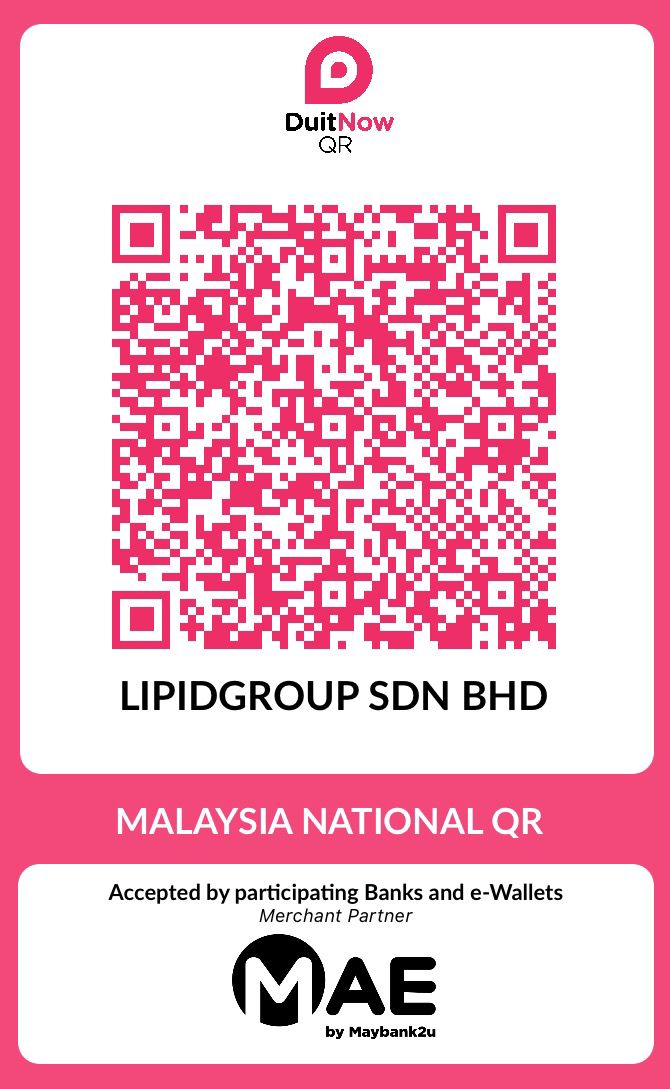 DuitNow
QR
LIPIDGROUP SDN BHD
MALAYSIA NATIONAL QR
Accepted by participating Banks and e-Wallets
Merchant Partner
MAE
by Maybank2u